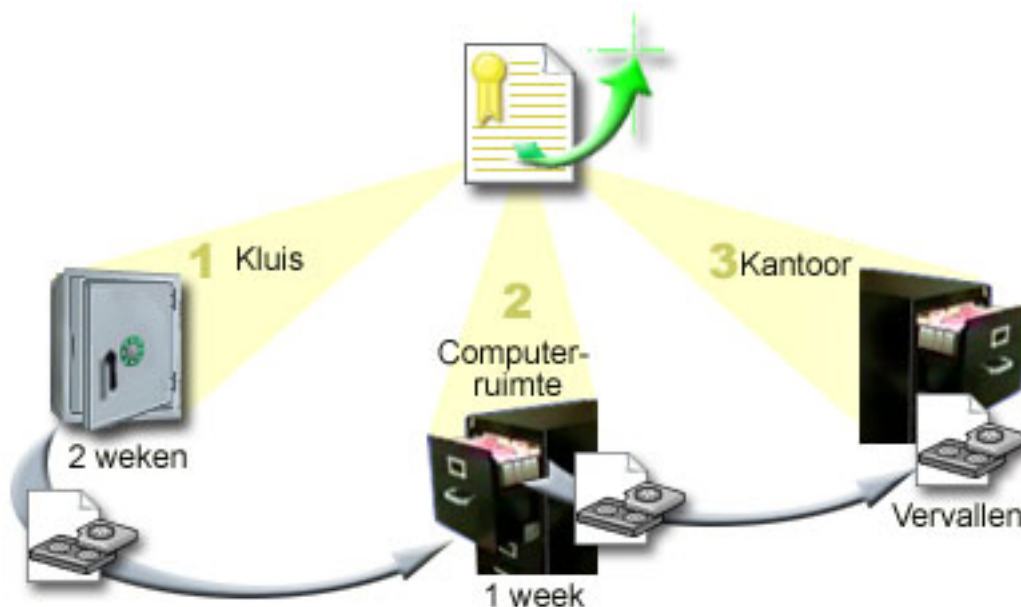 1 Kluis
2 weken
2
Computer-
ruimte
1 week
3 Kantoor
Vervallen